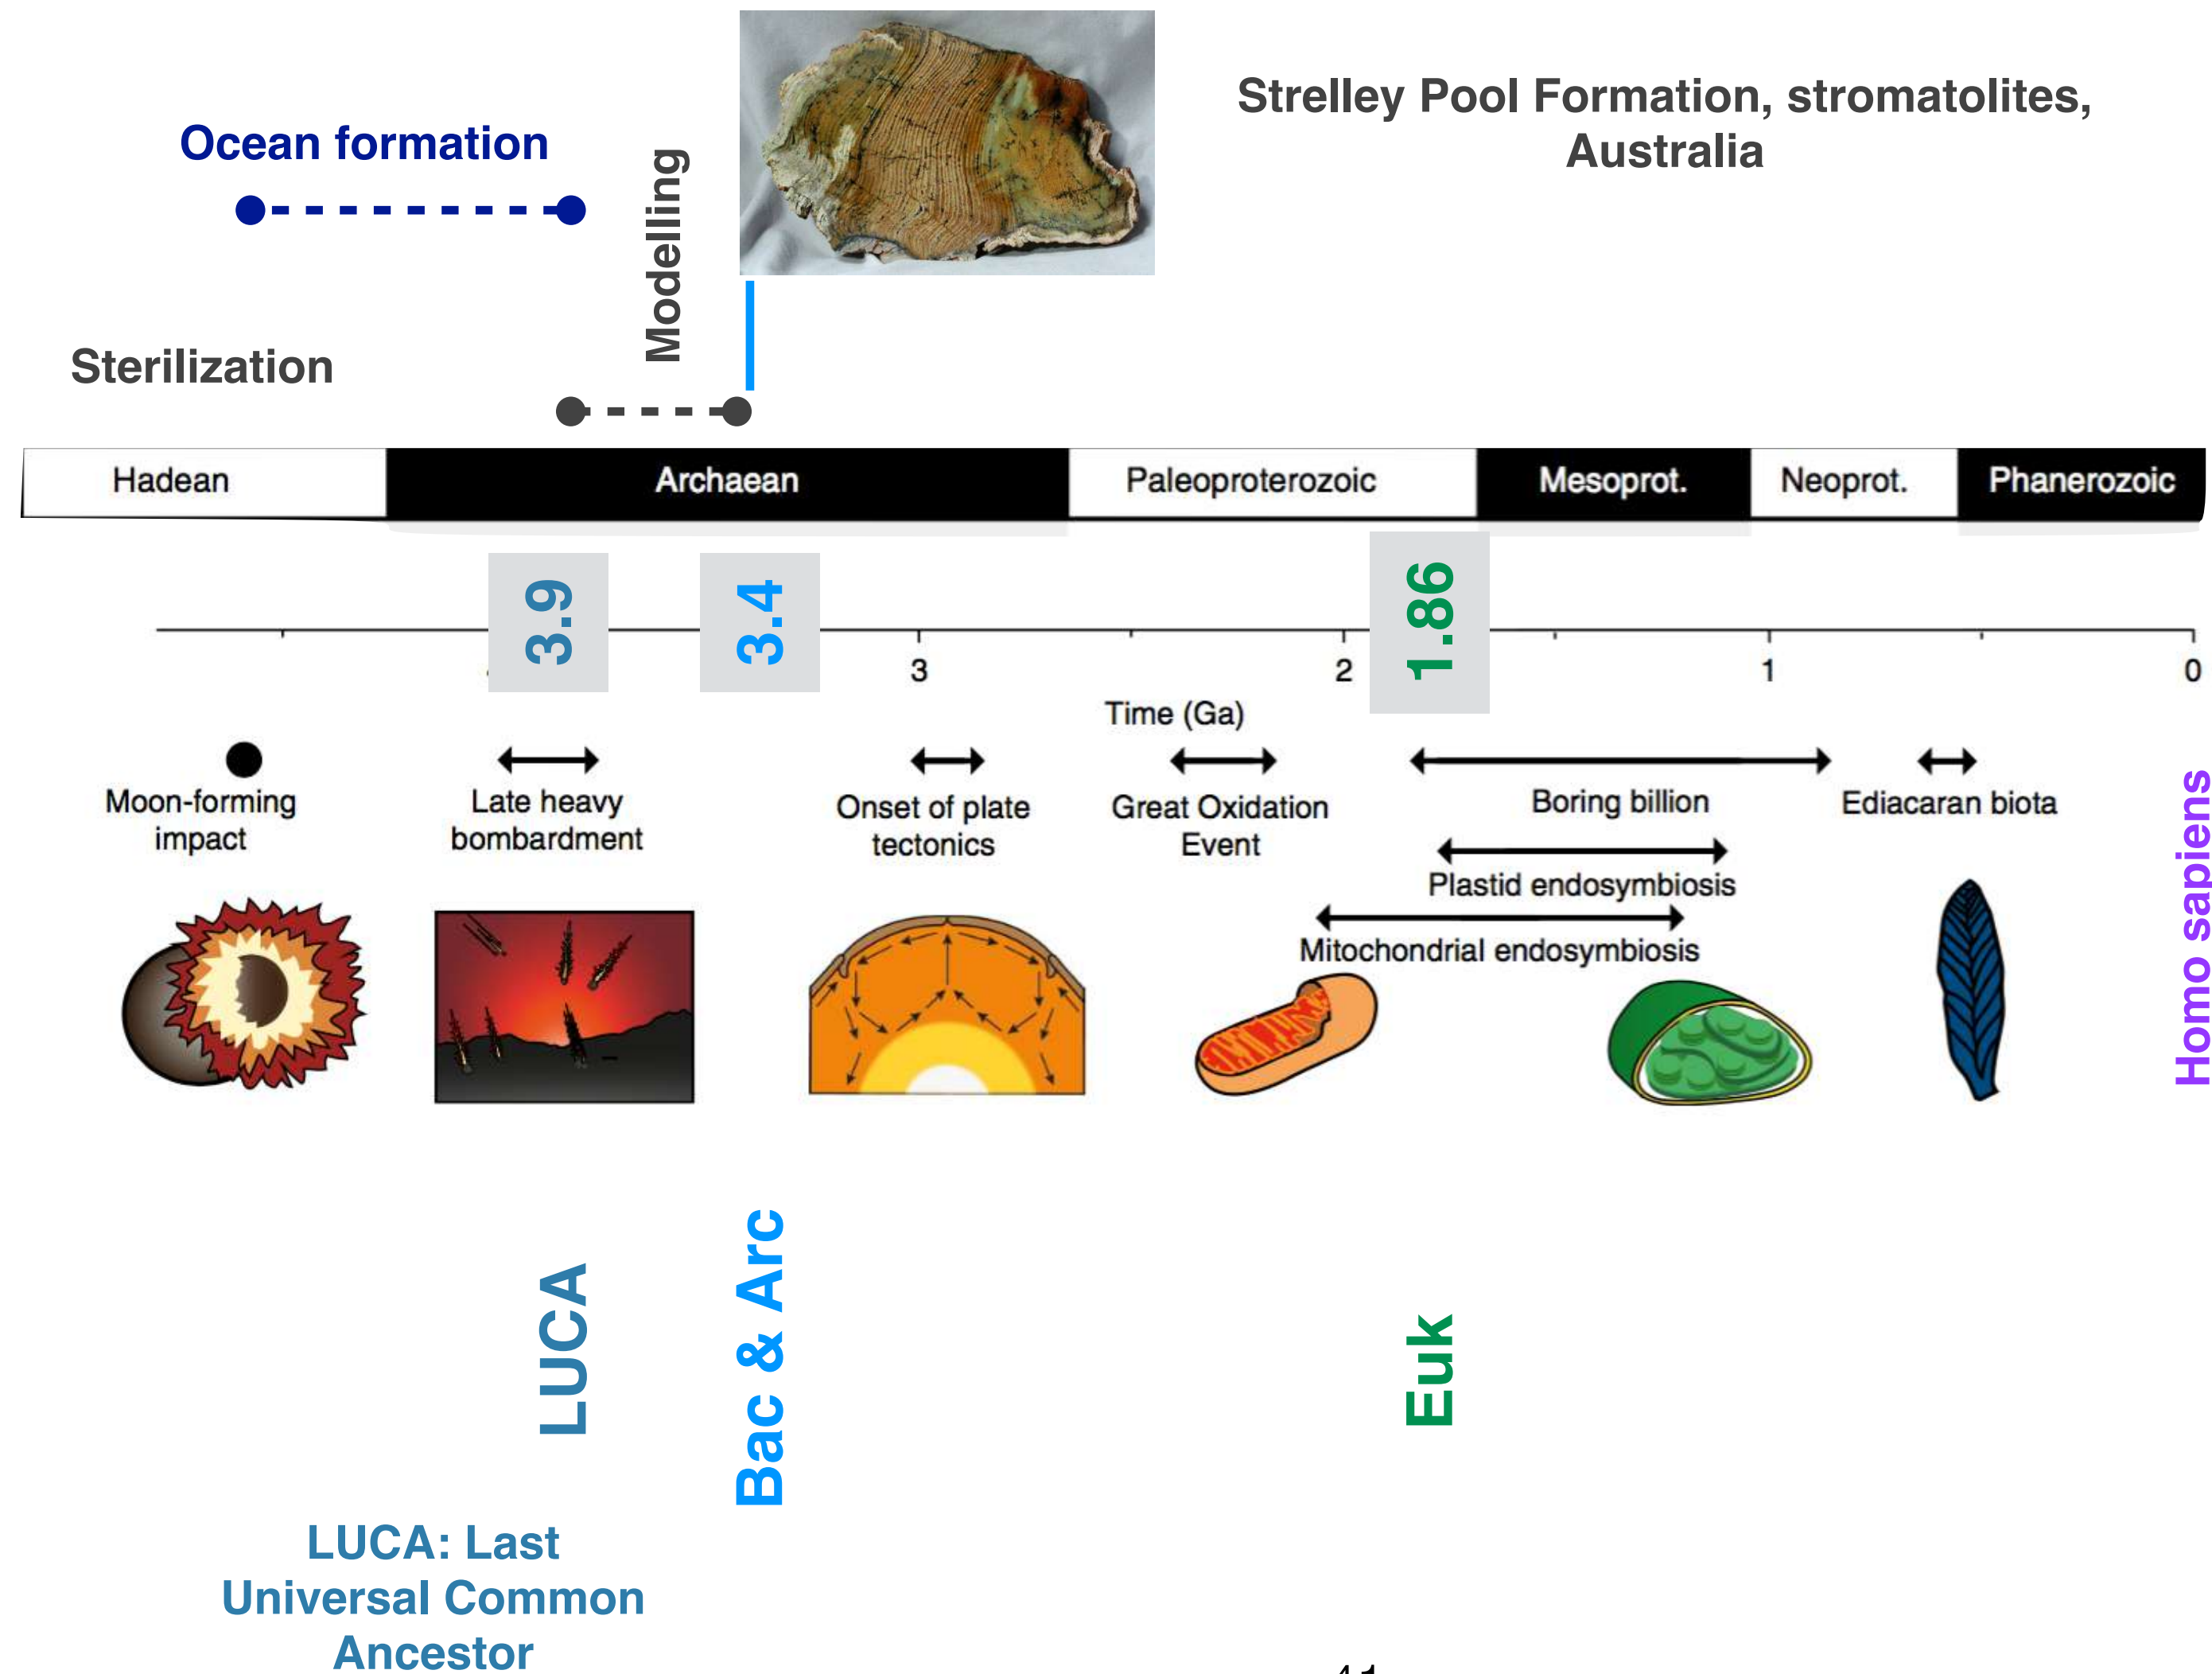 Strelley Pool Formation, stromatolites,
Australia
Ocean formation
Modelling
Sterilization
Hadean
Archaean
Paleoproterozoic
Mesoprot.
Neoprot.
Phanerozoic
3.9
3.4
1.86
3
2
1
0
Time (Ga)
Moon-forming
impact
Late heavy
bombardment
Onset of plate
tectonics
Great Oxidation
Event
Boring billion
Ediacaran biota
Plastid endosymbiosis
Mitochondrial endosymbiosis
Homo sapiens
LUCA
Bac & Arc
Euk
LUCA: Last
Universal Common
Ancestor